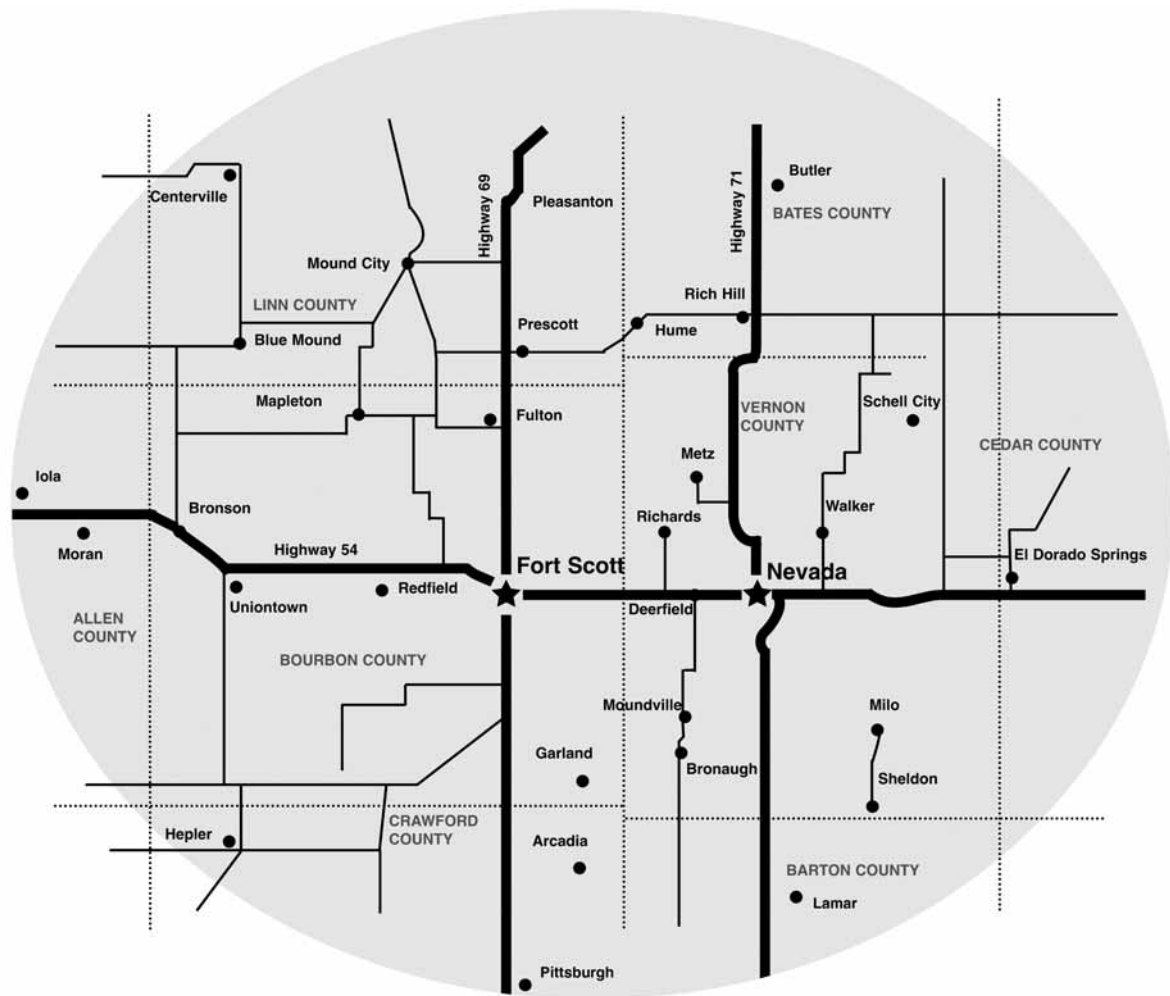 Butler
Centerville
Pleasanton
Highway 69
Highway 71
BATES COUNTY
Mound City
Rich Hill
LINN COUNTY
Prescott
Hume
Blue Mound
Mapleton
Fulton
VERNON
COUNTY
Schell City
CEDAR COUNTY
Metz
Iola
Bronson
Richards
Walker
Moran
Highway 54
El Dorado Springs
Fort Scott
Nevada
Redfield
Uniontown
Deerfield
ALLEN
COUNTY
BOURBON COUNTY
Moundville
Milo
Garland
Bronaugh
Sheldon
CRAWFORD
COUNTY
Hepler
Arcadia
BARTON COUNTY
Lamar
Pittsburgh